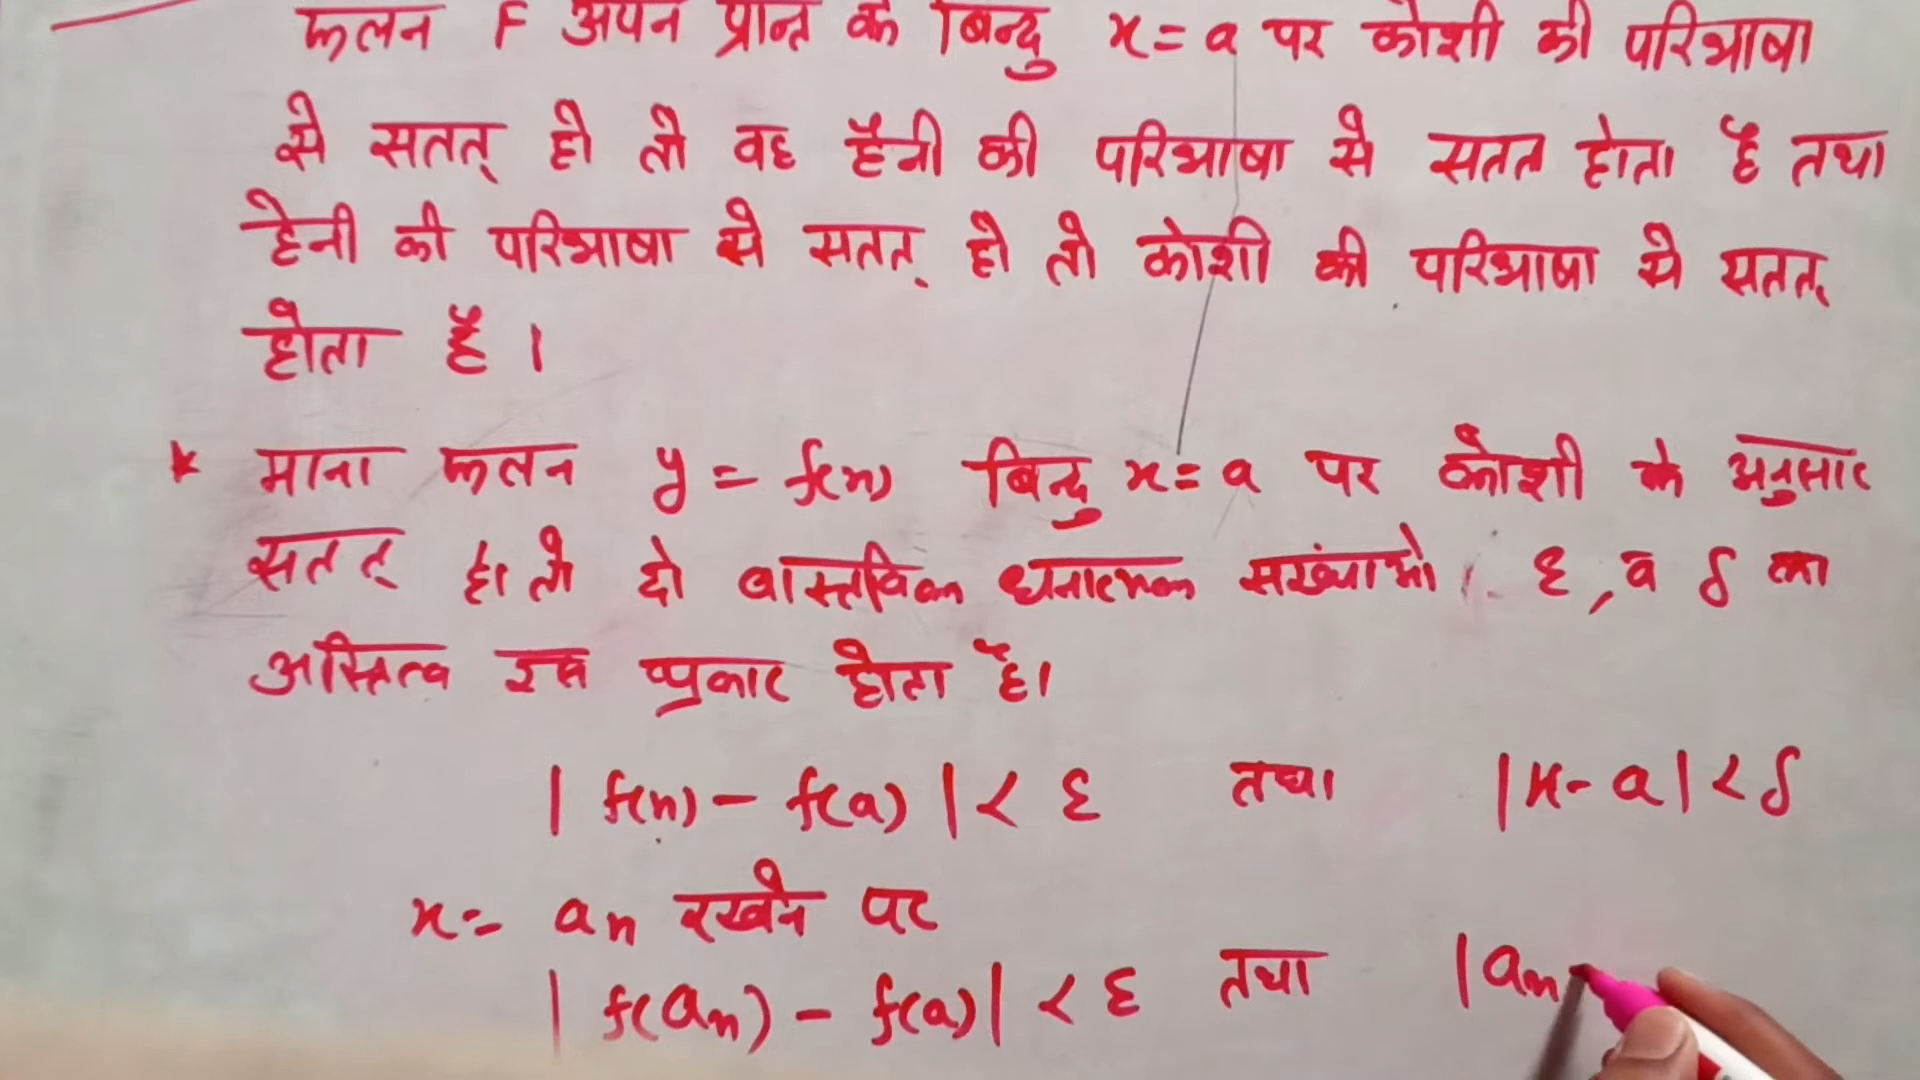 फलन F अपने प्रान्त के बिन्दु x = a पर कोशी की परिभाषा
से सतत् हो तो वह हैनी की परिभाषा से सतत होता है तथा
हेनी की परिभाषा से सतत् हो तो कोशी की परिभाषा से सतत्
होता है ।
* माना फलन y = f(x) बिन्दु x = a पर कोशी के अनुसार
सतत् हो तो दो वास्तविक धनात्मक सख्यांओ ε, व δ का
अस्तित्व इस प्रकार होता है।
| f(x) - f(a) | < ε तथा |x - a| < δ
x = an रखने पर
| f(an) - f(a) | < ε तथा |an